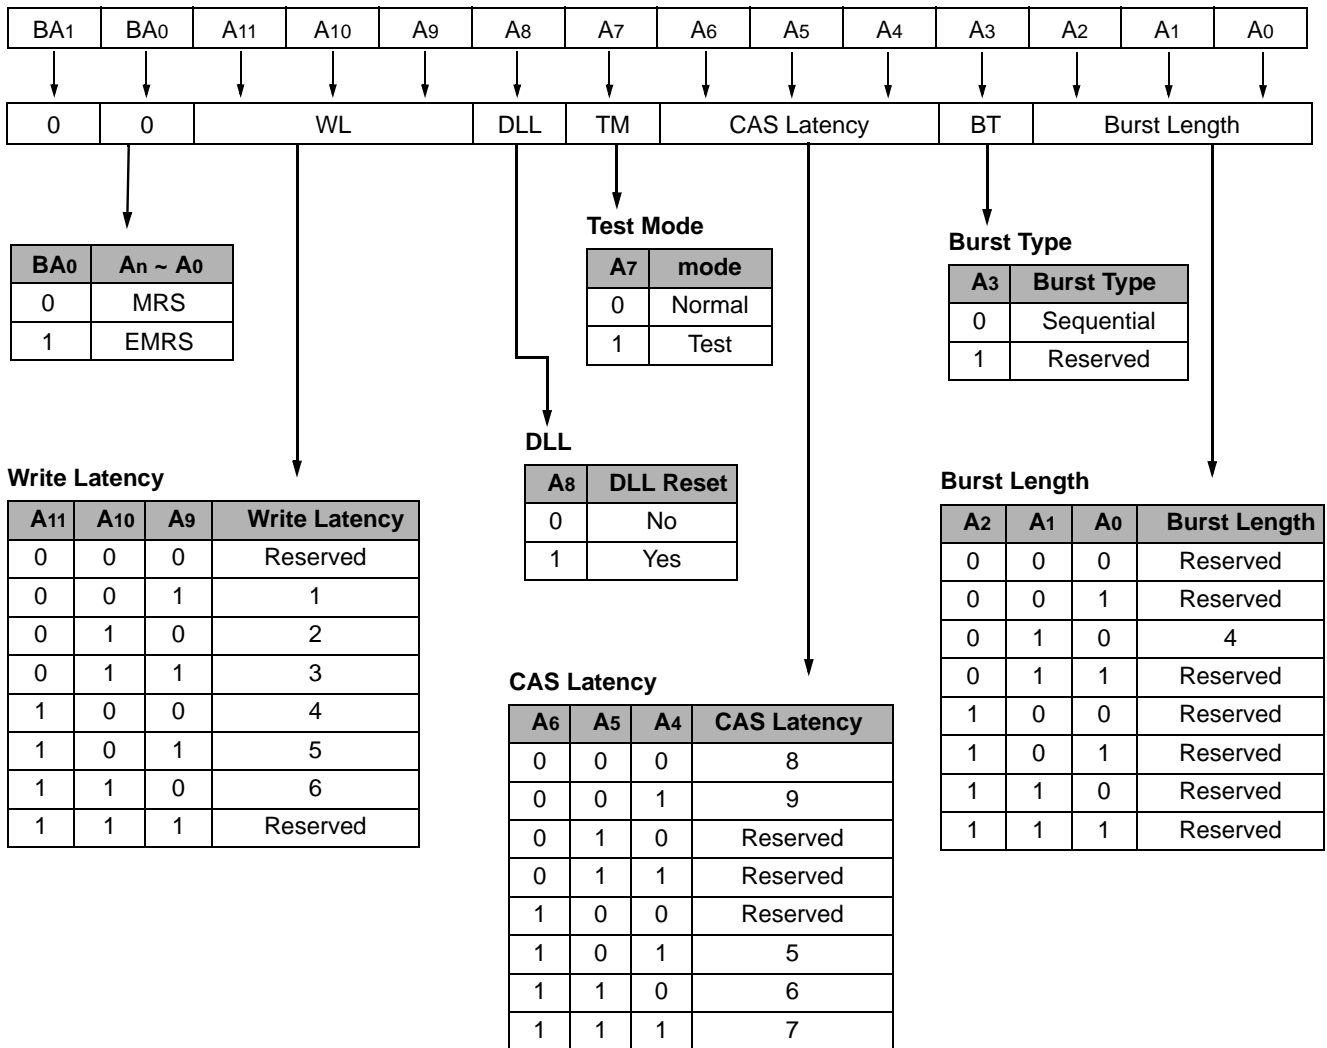 BA1 BA0 A11 A10 A9 A8 A7 A6 A5 A4 A3 A2 A1 A0
0 0 WL DLL TM CAS Latency BT Burst Length
BA0 An ~ A0
0 MRS
1 EMRS
Test Mode
A7 mode
0 Normal
1 Test
Burst Type
A3 Burst Type
0 Sequential
1 Reserved
DLL
A8 DLL Reset
0 No
1 Yes
Write Latency
A11 A10 A9 Write Latency
0 0 0 Reserved
0 0 1 1
0 1 0 2
0 1 1 3
1 0 0 4
1 0 1 5
1 1 0 6
1 1 1 Reserved
CAS Latency
A6 A5 A4 CAS Latency
0 0 0 8
0 0 1 9
0 1 0 Reserved
0 1 1 Reserved
1 0 0 Reserved
1 0 1 5
1 1 0 6
1 1 1 7
Burst Length
A2 A1 A0 Burst Length
0 0 0 Reserved
0 0 1 Reserved
0 1 0 4
0 1 1 Reserved
1 0 0 Reserved
1 0 1 Reserved
1 1 0 Reserved
1 1 1 Reserved